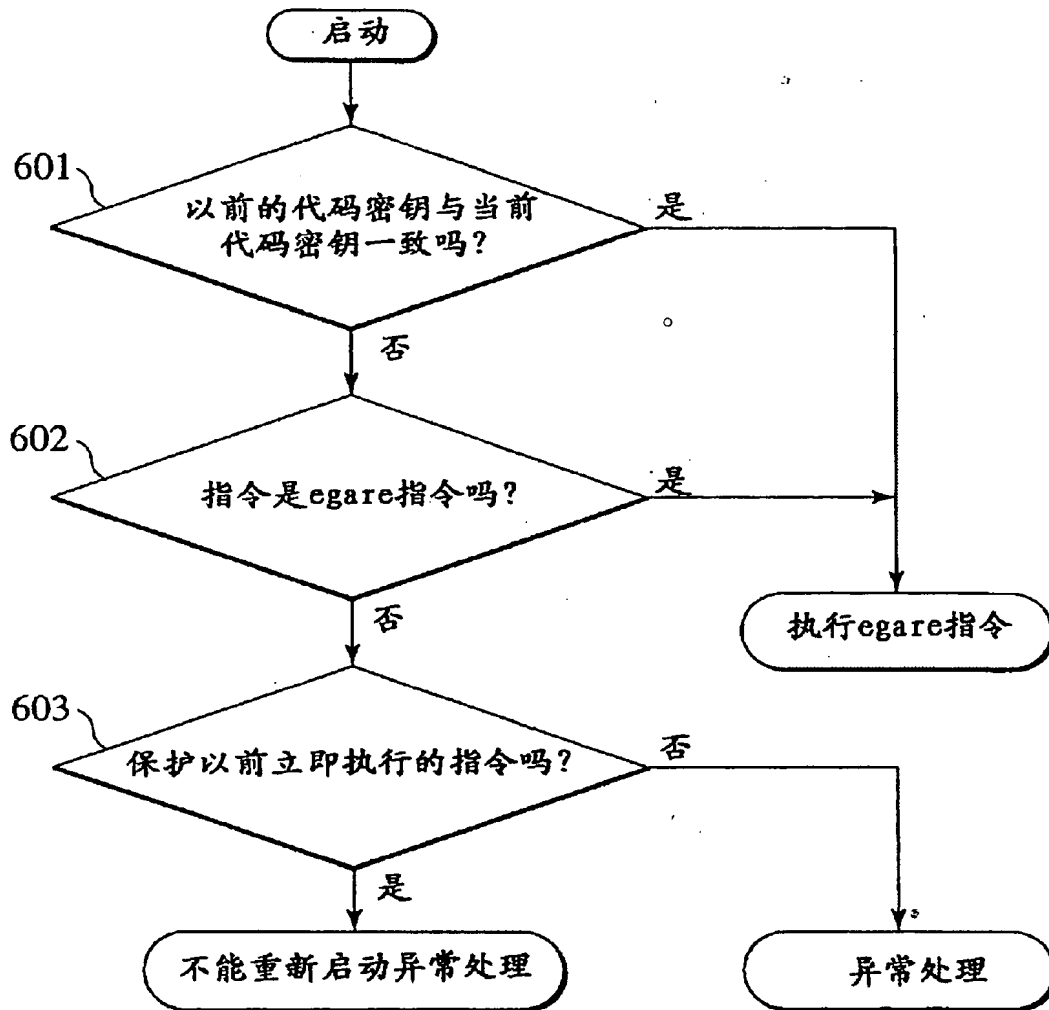 启动
601
以前的代码密钥与当前
代码密钥一致吗？
是
否
602
指令是egare指令吗？
是
执行egare指令
否
603
保护以前立即执行的指令吗？
否
是
不能重新启动异常处理
异常处理